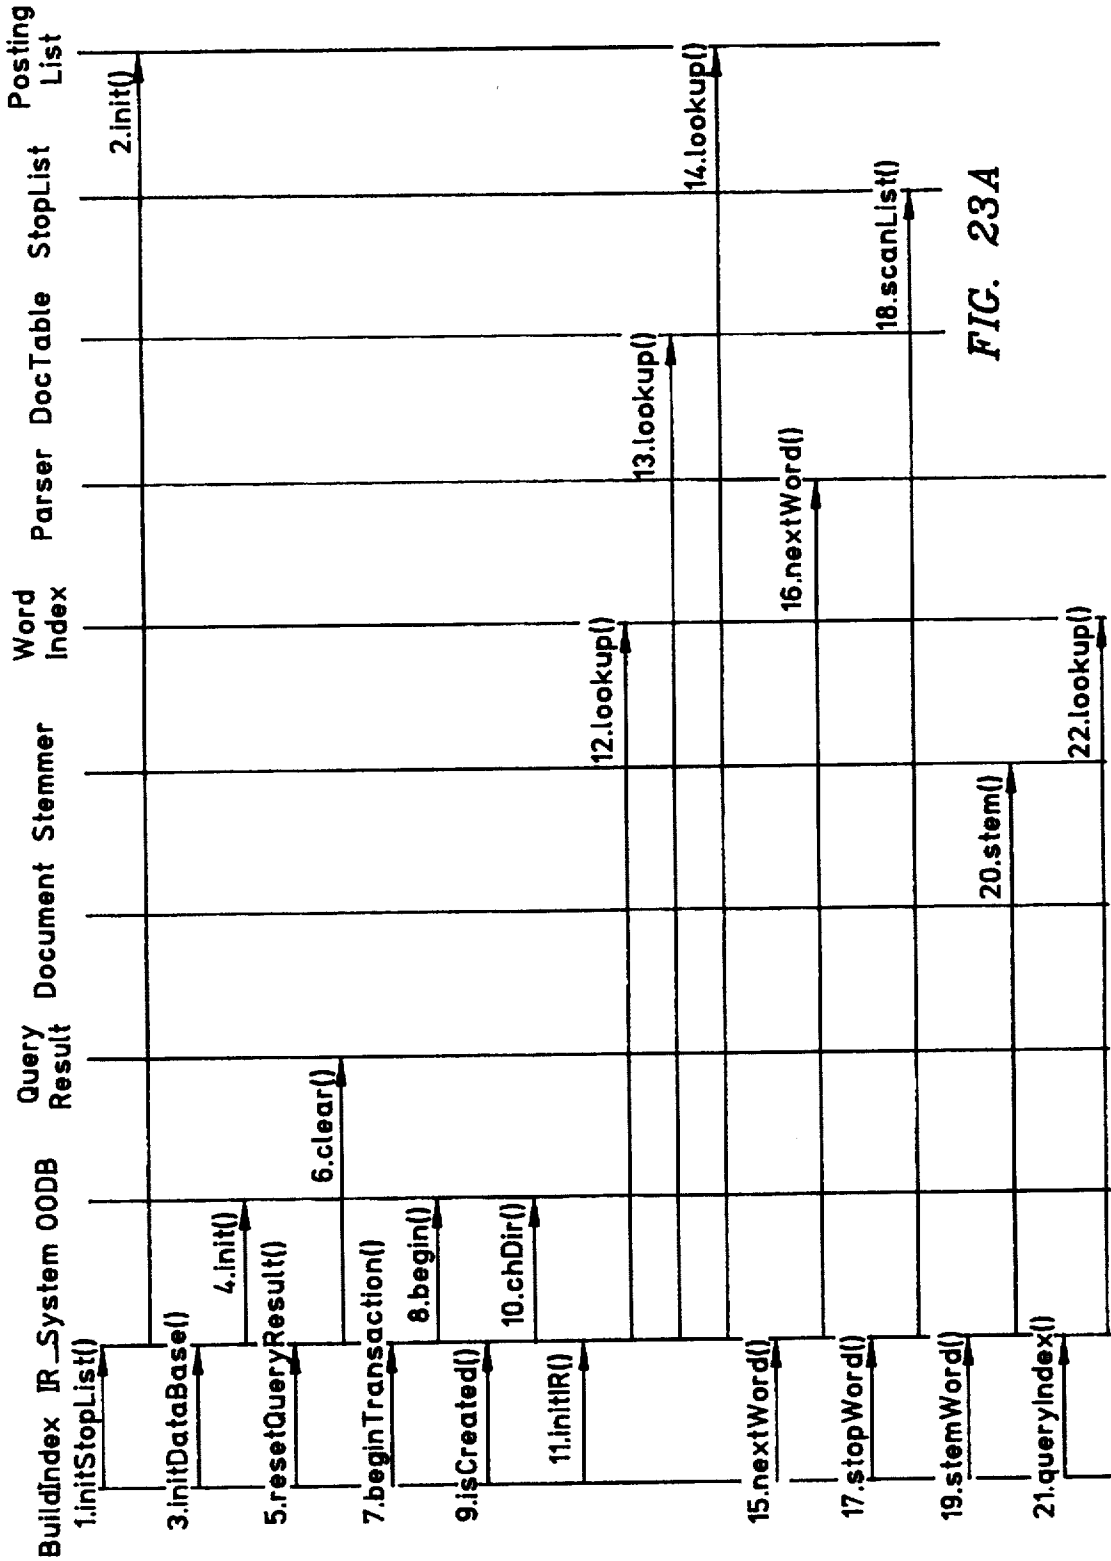 BuildIndex IR_System OODB Query Result Document Stemmer Word Index Parser DocTable StopList Posting List
1.initStopList()
2.init()
3.initDataBase()
4.init()
5.resetQueryResult()
6.clear()
7.beginTransaction()
8.begin()
9.isCreated()
10.chDir()
11.initIR()
12.lookup()
13.lookup()
14.lookup()
15.nextWord()
16.nextWord()
17.stopWord()
18.scanList()
19.stemWord()
20.stem()
21.queryIndex()
22.lookup()
FIG. 23A